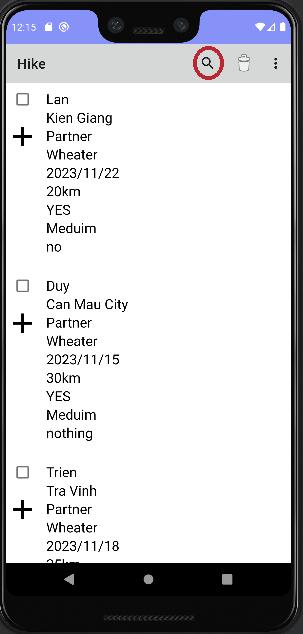 12:15
Hike
Lan
Kien Giang
Partner
Wheater
2023/11/22
20km
YES
Meduim
no
Duy
Can Mau City
Partner
Wheater
2023/11/15
30km
YES
Meduim
nothing
Trien
Tra Vinh
Partner
Wheater
2023/11/18